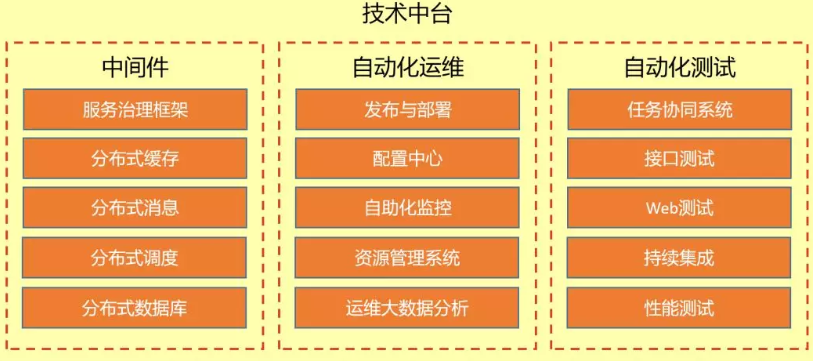 技术中台
中间件
服务治理框架
分布式缓存
分布式消息
分布式调度
分布式数据库
自动化运维
发布与部署
配置中心
自助化监控
资源管理系统
运维大数据分析
自动化测试
任务协同系统
接口测试
Web测试
持续集成
性能测试